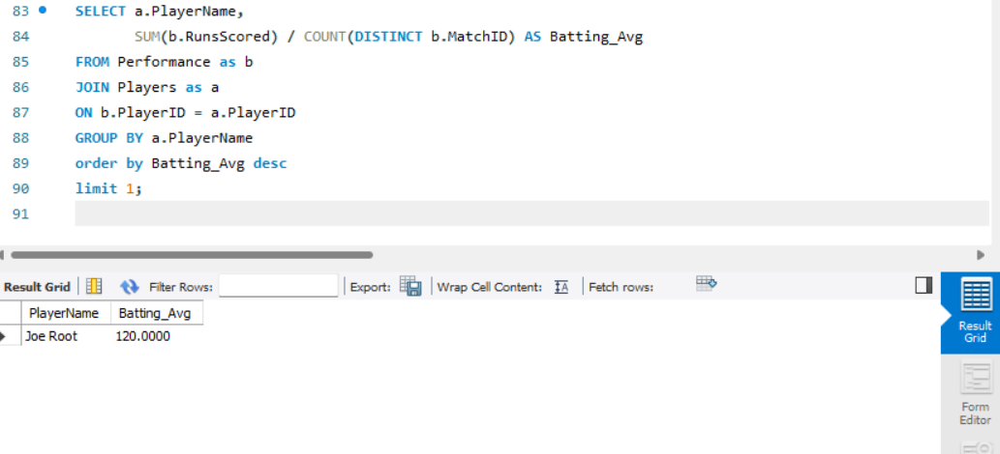 83 SELECT a.PlayerName,
84 SUM(b.RunsScored) / COUNT(DISTINCT b.MatchID) AS Batting_Avg
85 FROM Performance as b
86 JOIN Players as a
87 ON b.PlayerID = a.PlayerID
88 GROUP BY a.PlayerName
89 order by Batting_Avg desc
90 limit 1;
91
Result Grid Filter Rows: Export: Wrap Cell Content: IA Fetch rows:
PlayerName Batting_Avg
Joe Root 120.0000
Result
Grid
Form
Editor